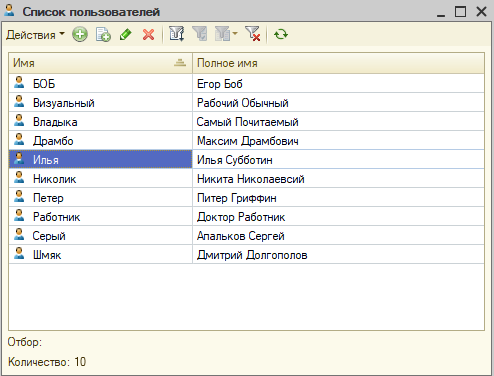 Список пользователей
Действия
Имя Полное имя
БОБ Егор Боб
Визуальный Рабочий Обычный
Владыка Самый Почитаемый
Драмбо Максим Драмбович
Илья Илья Субботин
Николик Никита Николаевсий
Петер Питер Гриффин
Работник Доктор Работник
Серый Апальков Сергей
Шмяк Дмитрий Долгополов
Отбор:
Количество: 10